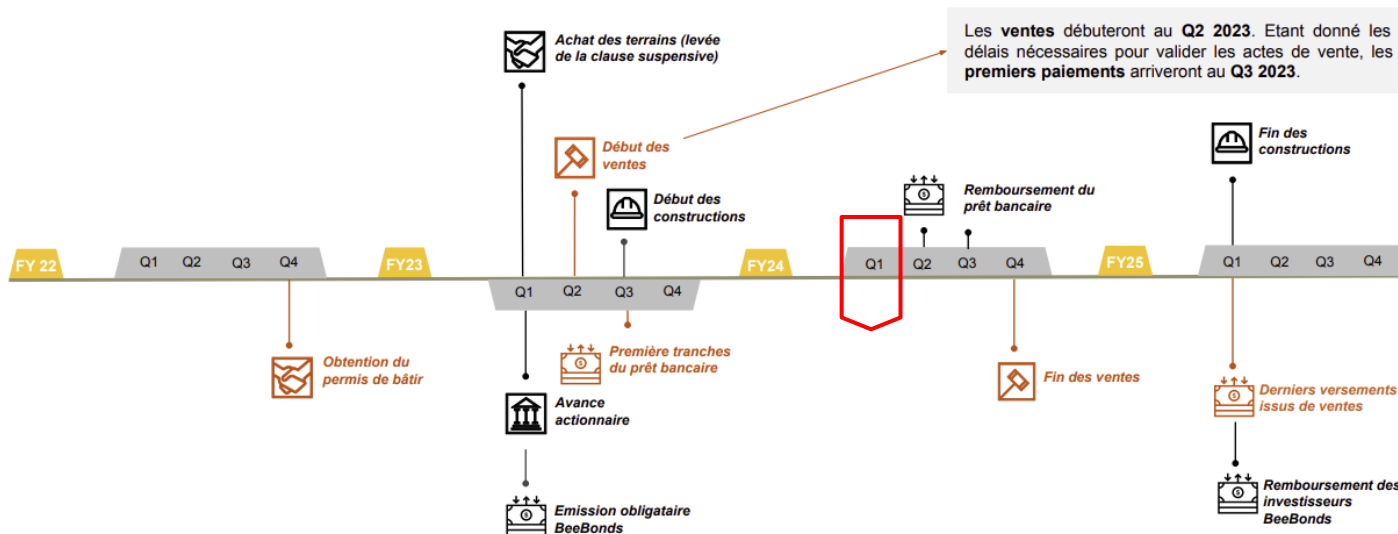 Achat des terrains (levée
de la clause suspensive)
Les ventes débuteront au Q2 2023. Etant donné les
délais nécessaires pour valider les actes de vente, les
premiers paiements arriveront au Q3 2023.
Début des
ventes
Début des
constructions
Remboursement du
prêt bancaire
Fin des
constructions
FY 22
Q1 Q2 Q3 Q4
FY23
Q1 Q2 Q3 Q4
FY24
Q1 Q2 Q3 Q4
FY25
Q1 Q2 Q3 Q4
Obtention du
permis de bâtir
Première tranches
du prêt bancaire
Fin des ventes
Derniers versements
issus de ventes
Avance
actionnaire
Emission obligataire
BeeBonds
Remboursement des
investisseurs
BeeBonds